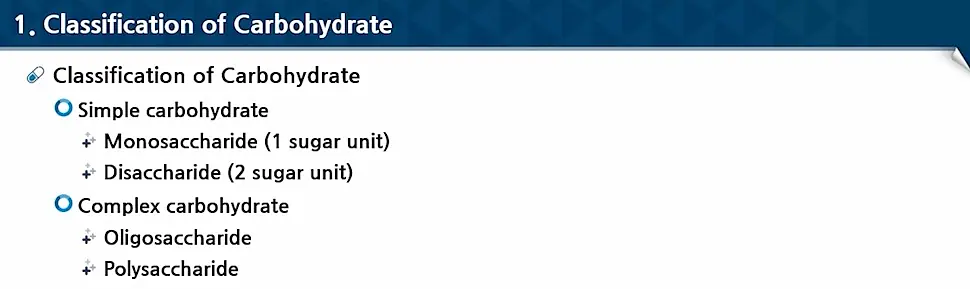 1. Classification of Carbohydrate
Classification of Carbohydrate
Simple carbohydrate
Monosaccharide (1 sugar unit)
Disaccharide (2 sugar unit)
Complex carbohydrate
Oligosaccharide
Polysaccharide